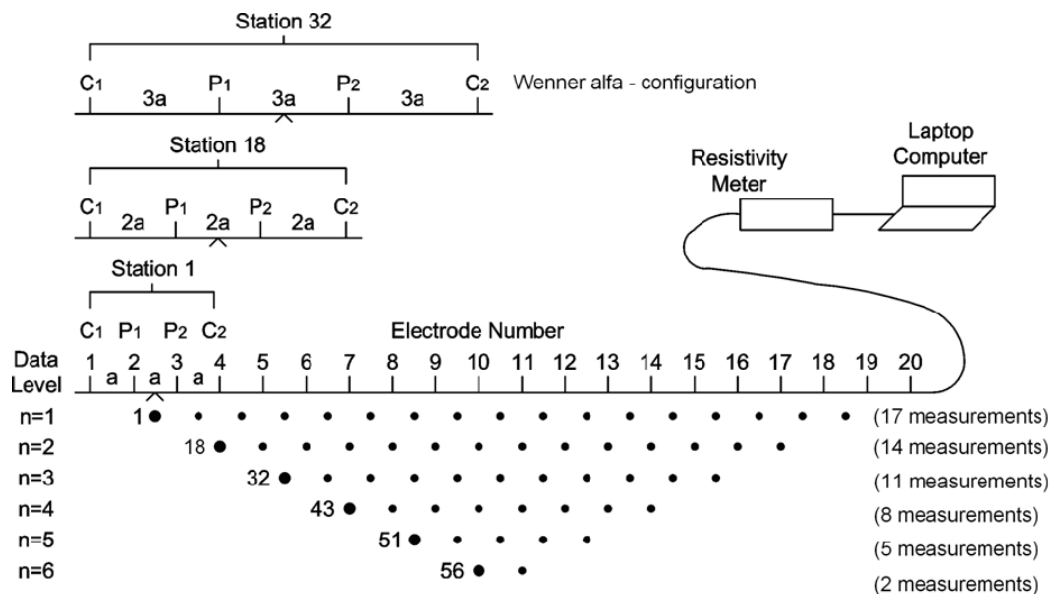 Station 32
C1 P1 P2 C2 Wenner alfa - configuration
3a 3a 3a
Station 18
C1 P1 P2 C2
2a 2a 2a
Resistivity Meter
Laptop Computer
Station 1
C1 P1 P2 C2
Electrode Number
Data Level
1 2 3 4 5 6 7 8 9 10 11 12 13 14 15 16 17 18 19 20
a a a
n=1 1 (17 measurements)
n=2 18 (14 measurements)
n=3 32 (11 measurements)
n=4 43 (8 measurements)
n=5 51 (5 measurements)
n=6 56 (2 measurements)